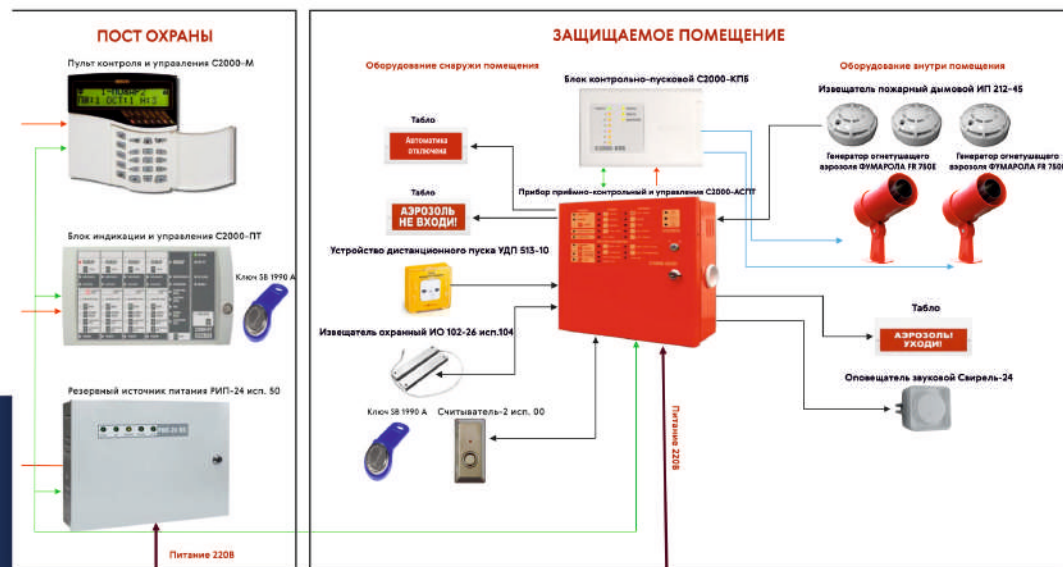 ПОСТ ОХРАНЫ
Пульт контроля и управления С2000-М
Блок индикации и управления С2000-ПТ
Ключ SB 1990 A
Резервный источник питания РИП-24 исп. 50
Питание 220В
ЗАЩИЩАЕМОЕ ПОМЕЩЕНИЕ
Оборудование снаружи помещения
Блок контрольно-пусковой С2000-КПБ
Оборудование внутри помещения
Извещатель пожарный дымовой ИП 212-45
Табло
Автоматика
отключена
Генератор огнетушащего
аэрозоля ФУМАРОЛА FR 750E
Генератор огнетушащего
аэрозоля ФУМАРОЛА FR 750E
Прибор приёмно-контрольный и управления С2000-АСПТ
Табло
АЭРОЗОЛЬ
НЕ ВХОДИ!
Устройство дистанционного пуска УДП 513-10
Извещатель охранный ИО 102-26 исп.104
Ключ SB 1990 A
Считыватель-2 исп. 00
Табло
АЭРОЗОЛЬ!
УХОДИ!
Оповещатель звуковой Свирель-24
Питание 220В